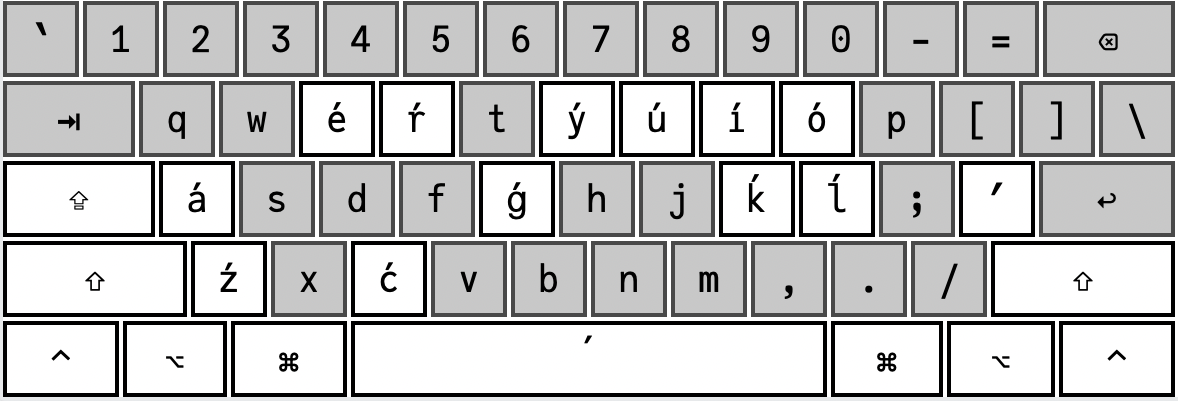 ` 1 2 3 4 5 6 7 8 9 0 - = ⌫
⇥ q w é ŕ t ý ú í ó p [ ] \
⇪ á s d f ǵ h j ḱ ĺ ; ′ ↩
⇧ ź x ć v b n m , . / ⇧
^ ⌥ ⌘ ´ ⌘ ⌥ ^